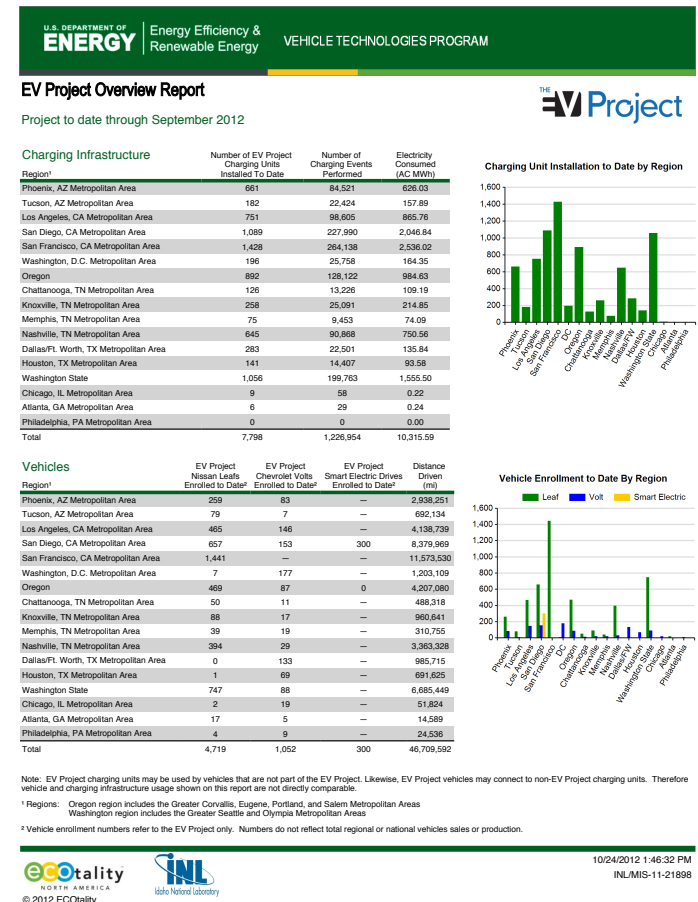 U.S. DEPARTMENT OF
ENERGY
Energy Efficiency &
Renewable Energy
VEHICLE TECHNOLOGIES PROGRAM
EV Project Overview Report
THE EV Project
Project to date through September 2012
Charging Infrastructure
Region¹ Number of EV Project Charging Units Installed To Date Number of Charging Events Performed Electricity Consumed (AC MWh)
Phoenix, AZ Metropolitan Area 661 84,521 626.03
Tucson, AZ Metropolitan Area 182 22,424 157.89
Los Angeles, CA Metropolitan Area 751 98,605 865.76
San Diego, CA Metropolitan Area 1,089 227,990 2,046.84
San Francisco, CA Metropolitan Area 1,428 264,138 2,536.02
Washington, D.C. Metropolitan Area 196 25,758 164.35
Oregon 892 128,122 984.63
Chattanooga, TN Metropolitan Area 126 13,226 109.19
Knoxville, TN Metropolitan Area 258 25,091 214.85
Memphis, TN Metropolitan Area 75 9,453 74.09
Nashville, TN Metropolitan Area 645 90,868 750.56
Dallas/Ft. Worth, TX Metropolitan Area 283 22,501 135.84
Houston, TX Metropolitan Area 141 14,407 93.58
Washington State 1,056 199,763 1,555.50
Chicago, IL Metropolitan Area 9 58 0.22
Atlanta, GA Metropolitan Area 6 29 0.24
Philadelphia, PA Metropolitan Area 0 0 0.00
Total 7,798 1,226,954 10,315.59
Charging Unit Installation to Date by Region
1,600
1,400
1,200
1,000
800
600
400
200
0
Phoenix
Tucson
Los Angeles
San Diego
San Francisco
DC
Oregon
Chattanooga
Knoxville
Memphis
Nashville
Dallas/FW
Houston
Washington State
Chicago
Atlanta
Philadelphia
Vehicles
Region¹ EV Project Nissan Leafs Enrolled to Date² EV Project Chevrolet Volts Enrolled to Date² EV Project Smart Electric Drives Enrolled to Date² Distance Driven (mi)
Phoenix, AZ Metropolitan Area 259 83 — 2,938,251
Tucson, AZ Metropolitan Area 79 7 — 692,134
Los Angeles, CA Metropolitan Area 465 146 — 4,138,739
San Diego, CA Metropolitan Area 657 153 300 8,379,969
San Francisco, CA Metropolitan Area 1,441 — — 11,573,530
Washington, D.C. Metropolitan Area 7 177 — 1,203,109
Oregon 469 87 0 4,207,080
Chattanooga, TN Metropolitan Area 50 11 — 488,318
Knoxville, TN Metropolitan Area 88 17 — 960,641
Memphis, TN Metropolitan Area 39 19 — 310,755
Nashville, TN Metropolitan Area 394 29 — 3,363,328
Dallas/Ft. Worth, TX Metropolitan Area 0 133 — 985,715
Houston, TX Metropolitan Area 1 69 — 691,625
Washington State 747 88 — 6,685,449
Chicago, IL Metropolitan Area 2 19 — 51,824
Atlanta, GA Metropolitan Area 17 5 — 14,589
Philadelphia, PA Metropolitan Area 4 9 — 24,536
Total 4,719 1,052 300 46,709,592
Vehicle Enrollment to Date By Region
Leaf Volt Smart Electric
1,600
1,400
1,200
1,000
800
600
400
200
0
Phoenix
Tucson
Los Angeles
San Diego
San Francisco
DC
Oregon
Chattanooga
Knoxville
Memphis
Nashville
Dallas/FW
Houston
Washington State
Chicago
Atlanta
Philadelphia
Note: EV Project charging units may be used by vehicles that are not part of the EV Project. Likewise, EV Project vehicles may connect to non-EV Project charging units. Therefore
vehicle and charging infrastructure usage shown on this report are not directly comparable.
¹ Regions: Oregon region includes the Greater Corvallis, Eugene, Portland, and Salem Metropolitan Areas
Washington region includes the Greater Seattle and Olympia Metropolitan Areas
² Vehicle enrollment numbers refer to the EV Project only. Numbers do not reflect total regional or national vehicles sales or production.
ecotality
NORTH AMERICA
INL
Idaho National Laboratory
10/24/2012 1:46:32 PM
INL/MIS-11-21898
© 2012 ECOtality